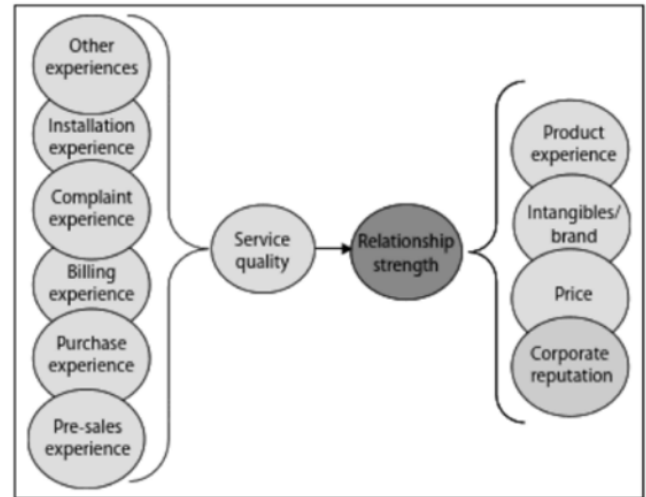 Other
experiences
Installation
experience
Complaint
experience
Billing
experience
Purchase
experience
Pre-sales
experience
Service
quality
Relationship
strength
Product
experience
Intangibles/
brand
Price
Corporate
reputation